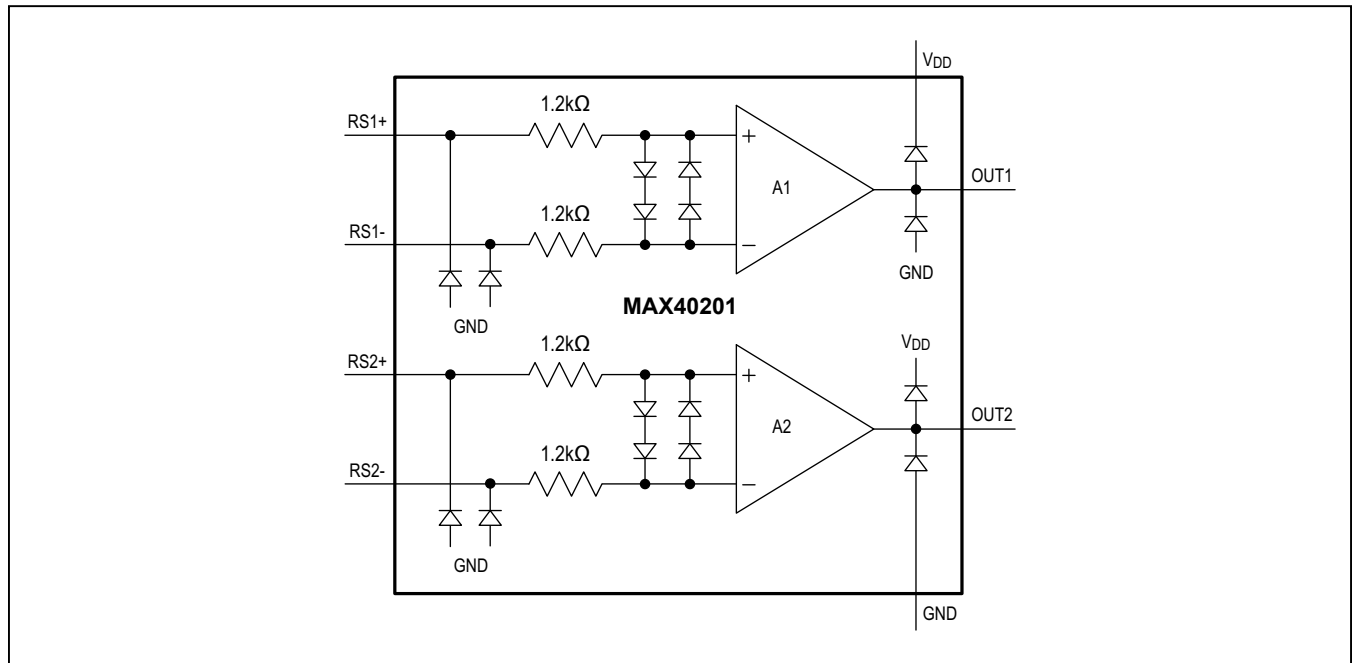 VDD
1.2kΩ
RS1+
+
A1
OUT1
1.2kΩ
RS1-
−
GND
GND
MAX40201
1.2kΩ
VDD
RS2+
+
A2
OUT2
1.2kΩ
RS2-
−
GND
GND